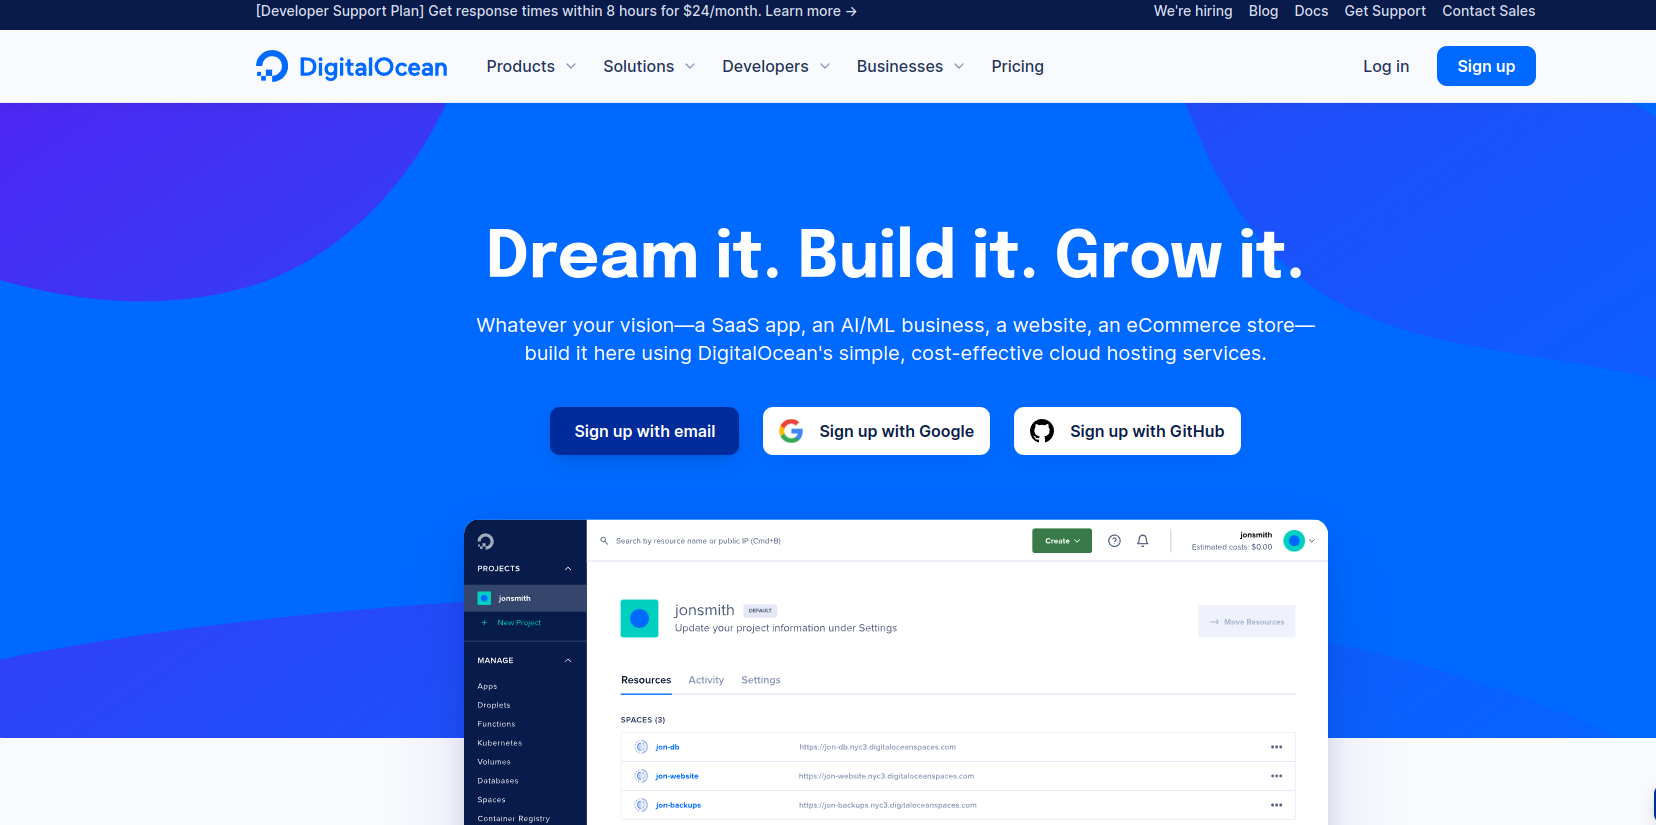 [Developer Support Plan] Get response times within 8 hours for $24/month. Learn more →
We're hiring Blog Docs Get Support Contact Sales
DigitalOcean Products Solutions Developers Businesses Pricing Log in Sign up
Dream it. Build it. Grow it.
Whatever your vision—a SaaS app, an AI/ML business, a website, an eCommerce store—
build it here using DigitalOcean's simple, cost-effective cloud hosting services.
Sign up with email Sign up with Google Sign up with GitHub
Search by resource name or public IP (Cmd+B) Create
jonsmith
Estimated costs: $0.00
PROJECTS
jonsmith
+ New Project
MANAGE
Apps
Droplets
Functions
Kubernetes
Volumes
Databases
Spaces
Container Registry
jonsmith DEFAULT
Update your project information under Settings
→ Move Resources
Resources Activity Settings
SPACES (3)
jon-db https://jon-db.nyc3.digitaloceanspaces.com •••
jon-website https://jon-website.nyc3.digitaloceanspaces.com •••
jon-backups https://jon-backups.nyc3.digitaloceanspaces.com •••